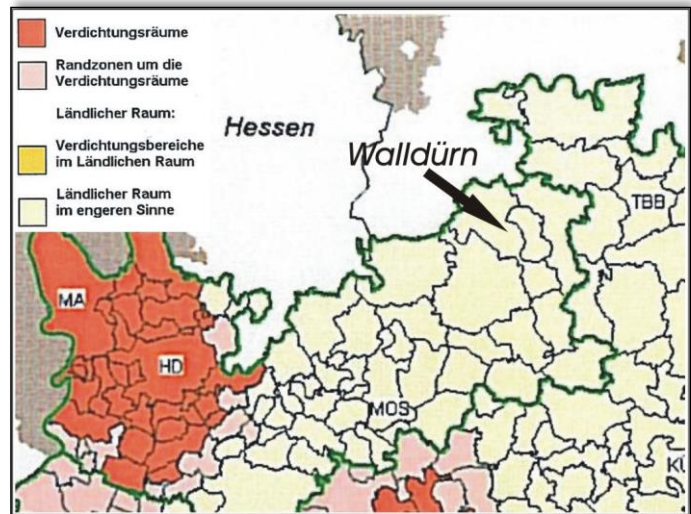 Verdichtungsräume
Randzonen um die
Verdichtungsräume
Ländlicher Raum:
Verdichtungsbereiche
im Ländlichen Raum
Ländlicher Raum
im engeren Sinne
Hessen
Walldürn
TBB
MA
HD
MOS
KÜ